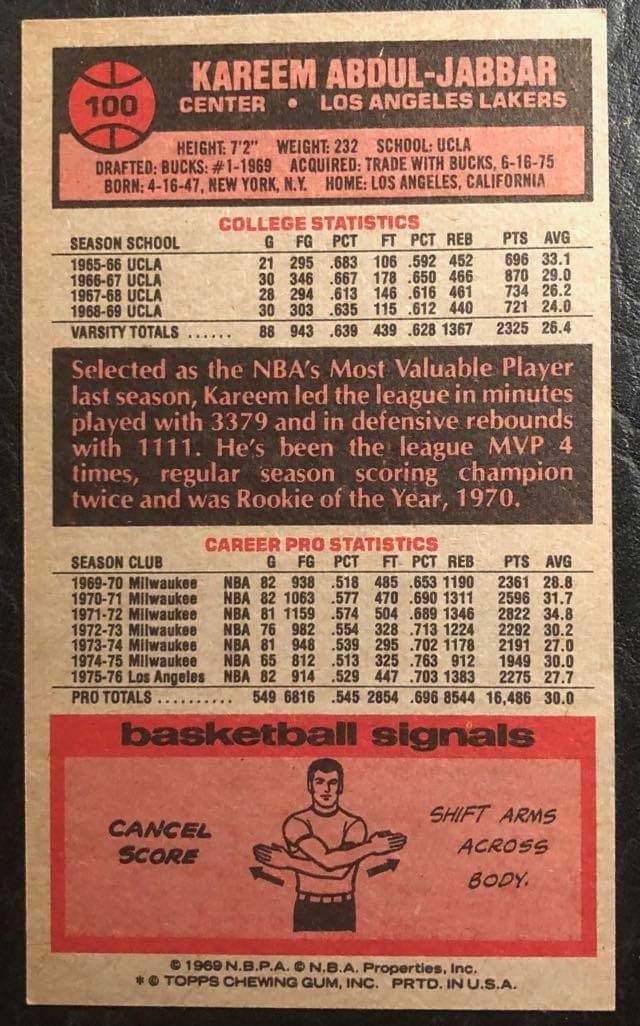 100
KAREEM ABDUL-JABBAR
CENTER • LOS ANGELES LAKERS
HEIGHT: 7'2" WEIGHT: 232 SCHOOL: UCLA
DRAFTED: BUCKS: #1-1969 ACQUIRED: TRADE WITH BUCKS, 6-16-75
BORN: 4-16-47, NEW YORK, N.Y. HOME: LOS ANGELES, CALIFORNIA
COLLEGE STATISTICS
SEASON SCHOOL G FG PCT FT PCT REB PTS AVG
1965-66 UCLA 21 295 .683 106 .592 452 696 33.1
1966-67 UCLA 30 346 .667 178 .650 466 870 29.0
1967-68 UCLA 28 294 .613 146 .616 461 734 26.2
1968-69 UCLA 30 303 .635 115 .612 440 721 24.0
VARSITY TOTALS ...... 88 943 .639 439 .628 1367 2325 26.4
Selected as the NBA's Most Valuable Player
last season, Kareem led the league in minutes
played with 3379 and in defensive rebounds
with 1111. He's been the league MVP 4
times, regular season scoring champion
twice and was Rookie of the Year, 1970.
CAREER PRO STATISTICS
SEASON CLUB G FG PCT FT PCT REB PTS AVG
1969-70 Milwaukee NBA 82 938 .518 485 .653 1190 2361 28.8
1970-71 Milwaukee NBA 82 1063 .577 470 .690 1311 2596 31.7
1971-72 Milwaukee NBA 81 1159 .574 504 .689 1346 2822 34.8
1972-73 Milwaukee NBA 76 982 .554 328 .713 1224 2292 30.2
1973-74 Milwaukee NBA 81 948 .539 295 .702 1178 2191 27.0
1974-75 Milwaukee NBA 65 812 .513 325 .763 912 1949 30.0
1975-76 Los Angeles NBA 82 914 .529 447 .703 1383 2275 27.7
PRO TOTALS .......... 549 6816 .545 2854 .696 8544 16,486 30.0
basketball signals
CANCEL
SCORE
SHIFT ARMS
ACROSS
BODY.
© 1969 N.B.P.A. © N.B.A. Properties, Inc.
* © TOPPS CHEWING GUM, INC. PRTD. IN U.S.A.